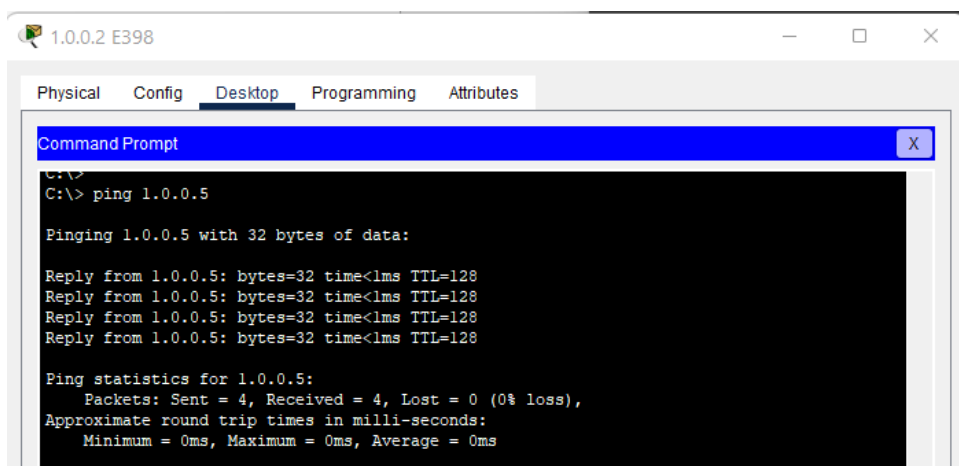 1.0.0.2 E398
Physical Config Desktop Programming Attributes
Command Prompt X
C:\>
C:\> ping 1.0.0.5
Pinging 1.0.0.5 with 32 bytes of data:
Reply from 1.0.0.5: bytes=32 time<1ms TTL=128
Reply from 1.0.0.5: bytes=32 time<1ms TTL=128
Reply from 1.0.0.5: bytes=32 time<1ms TTL=128
Reply from 1.0.0.5: bytes=32 time<1ms TTL=128
Ping statistics for 1.0.0.5:
Packets: Sent = 4, Received = 4, Lost = 0 (0% loss),
Approximate round trip times in milli-seconds:
Minimum = 0ms, Maximum = 0ms, Average = 0ms